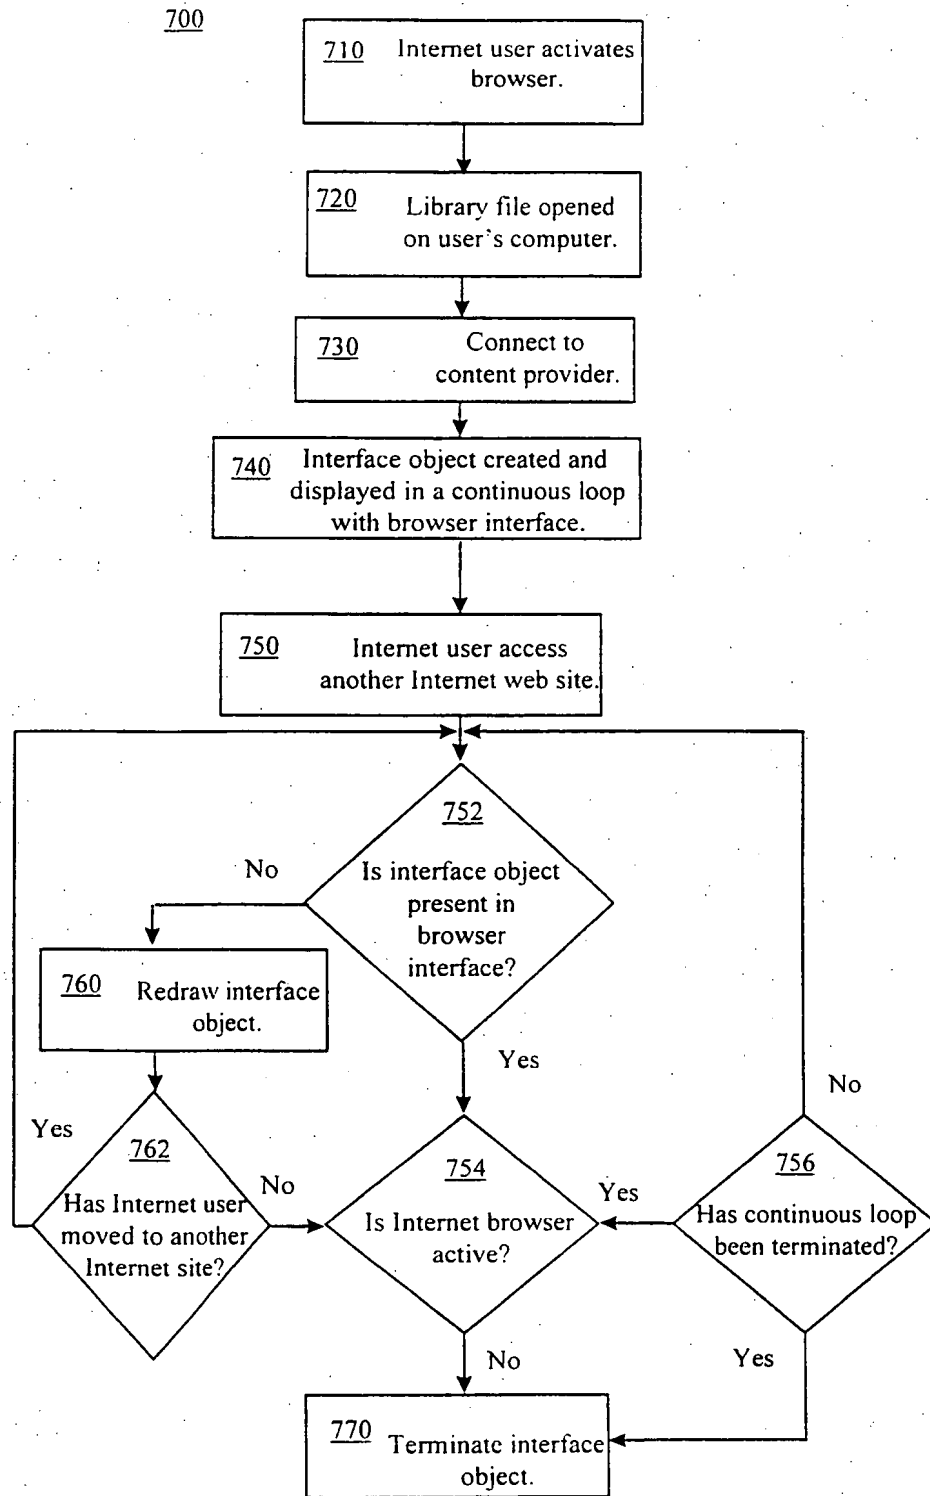 700
710 Internet user activates
browser.
720 Library file opened
on user's computer.
730 Connect to
content provider.
740 Interface object created and
displayed in a continuous loop
with browser interface.
750 Internet user access
another Internet web site.
752
Is interface object
present in
browser
interface?
No
760 Redraw interface
object.
Yes
No
Yes
762
Has Internet user
moved to another
Internet site?
No
754
Is Internet browser
active?
Yes
756
Has continuous loop
been terminated?
No
Yes
770 Terminate interface
object.